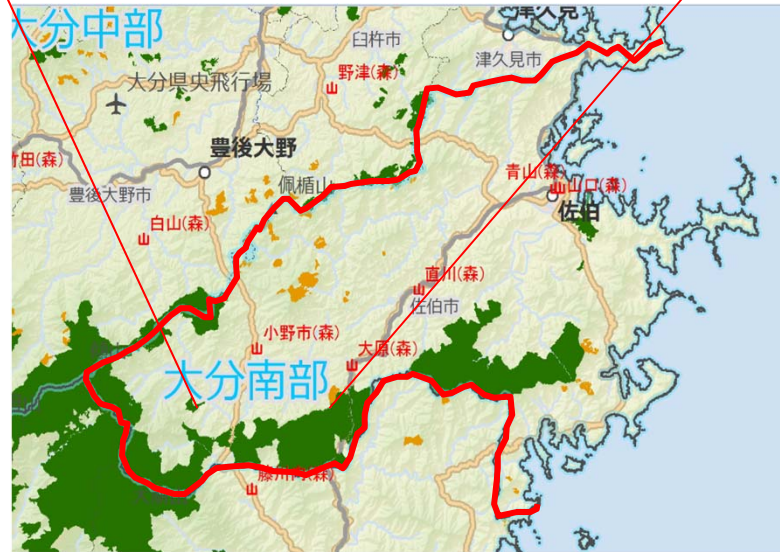 大分中部
津久見
臼杵市
津久見市
野津(森)
大分県央飛行場
竹田(森)
豊後大野
豊後大野市
佩楯山
青山(森)
山口(森)
佐伯
白山(森)
直川(森)
佐伯市
小野市(森)
大原(森)
大分南部